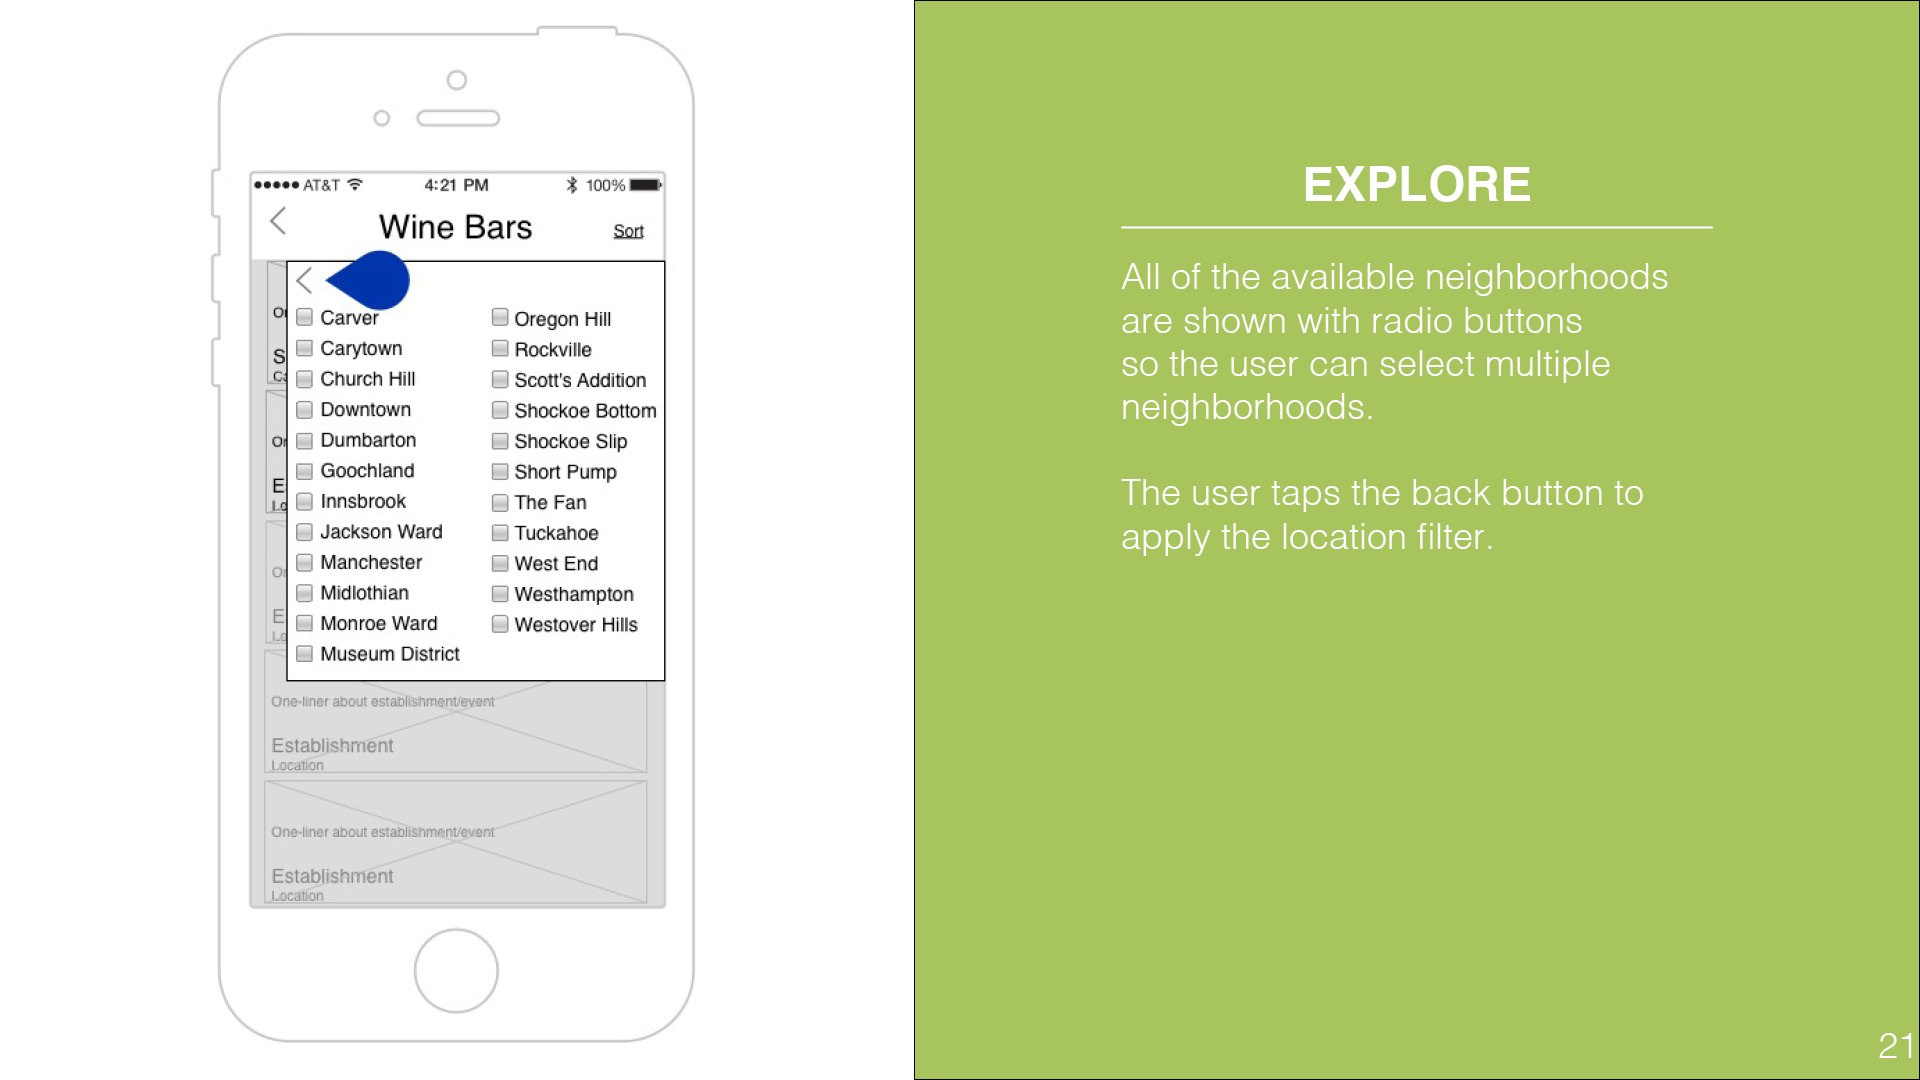 AT&T 4:21 PM 100%
Wine Bars
Sort
Carver
Carytown
Church Hill
Downtown
Dumbarton
Goochland
Innsbrook
Jackson Ward
Manchester
Midlothian
Monroe Ward
Museum District
Oregon Hill
Rockville
Scott's Addition
Shockoe Bottom
Shockoe Slip
Short Pump
The Fan
Tuckahoe
West End
Westhampton
Westover Hills
One-liner about establishment/event
Establishment
Location
One-liner about establishment/event
Establishment
Location
EXPLORE
All of the available neighborhoods
are shown with radio buttons
so the user can select multiple
neighborhoods.
The user taps the back button to
apply the location filter.
21